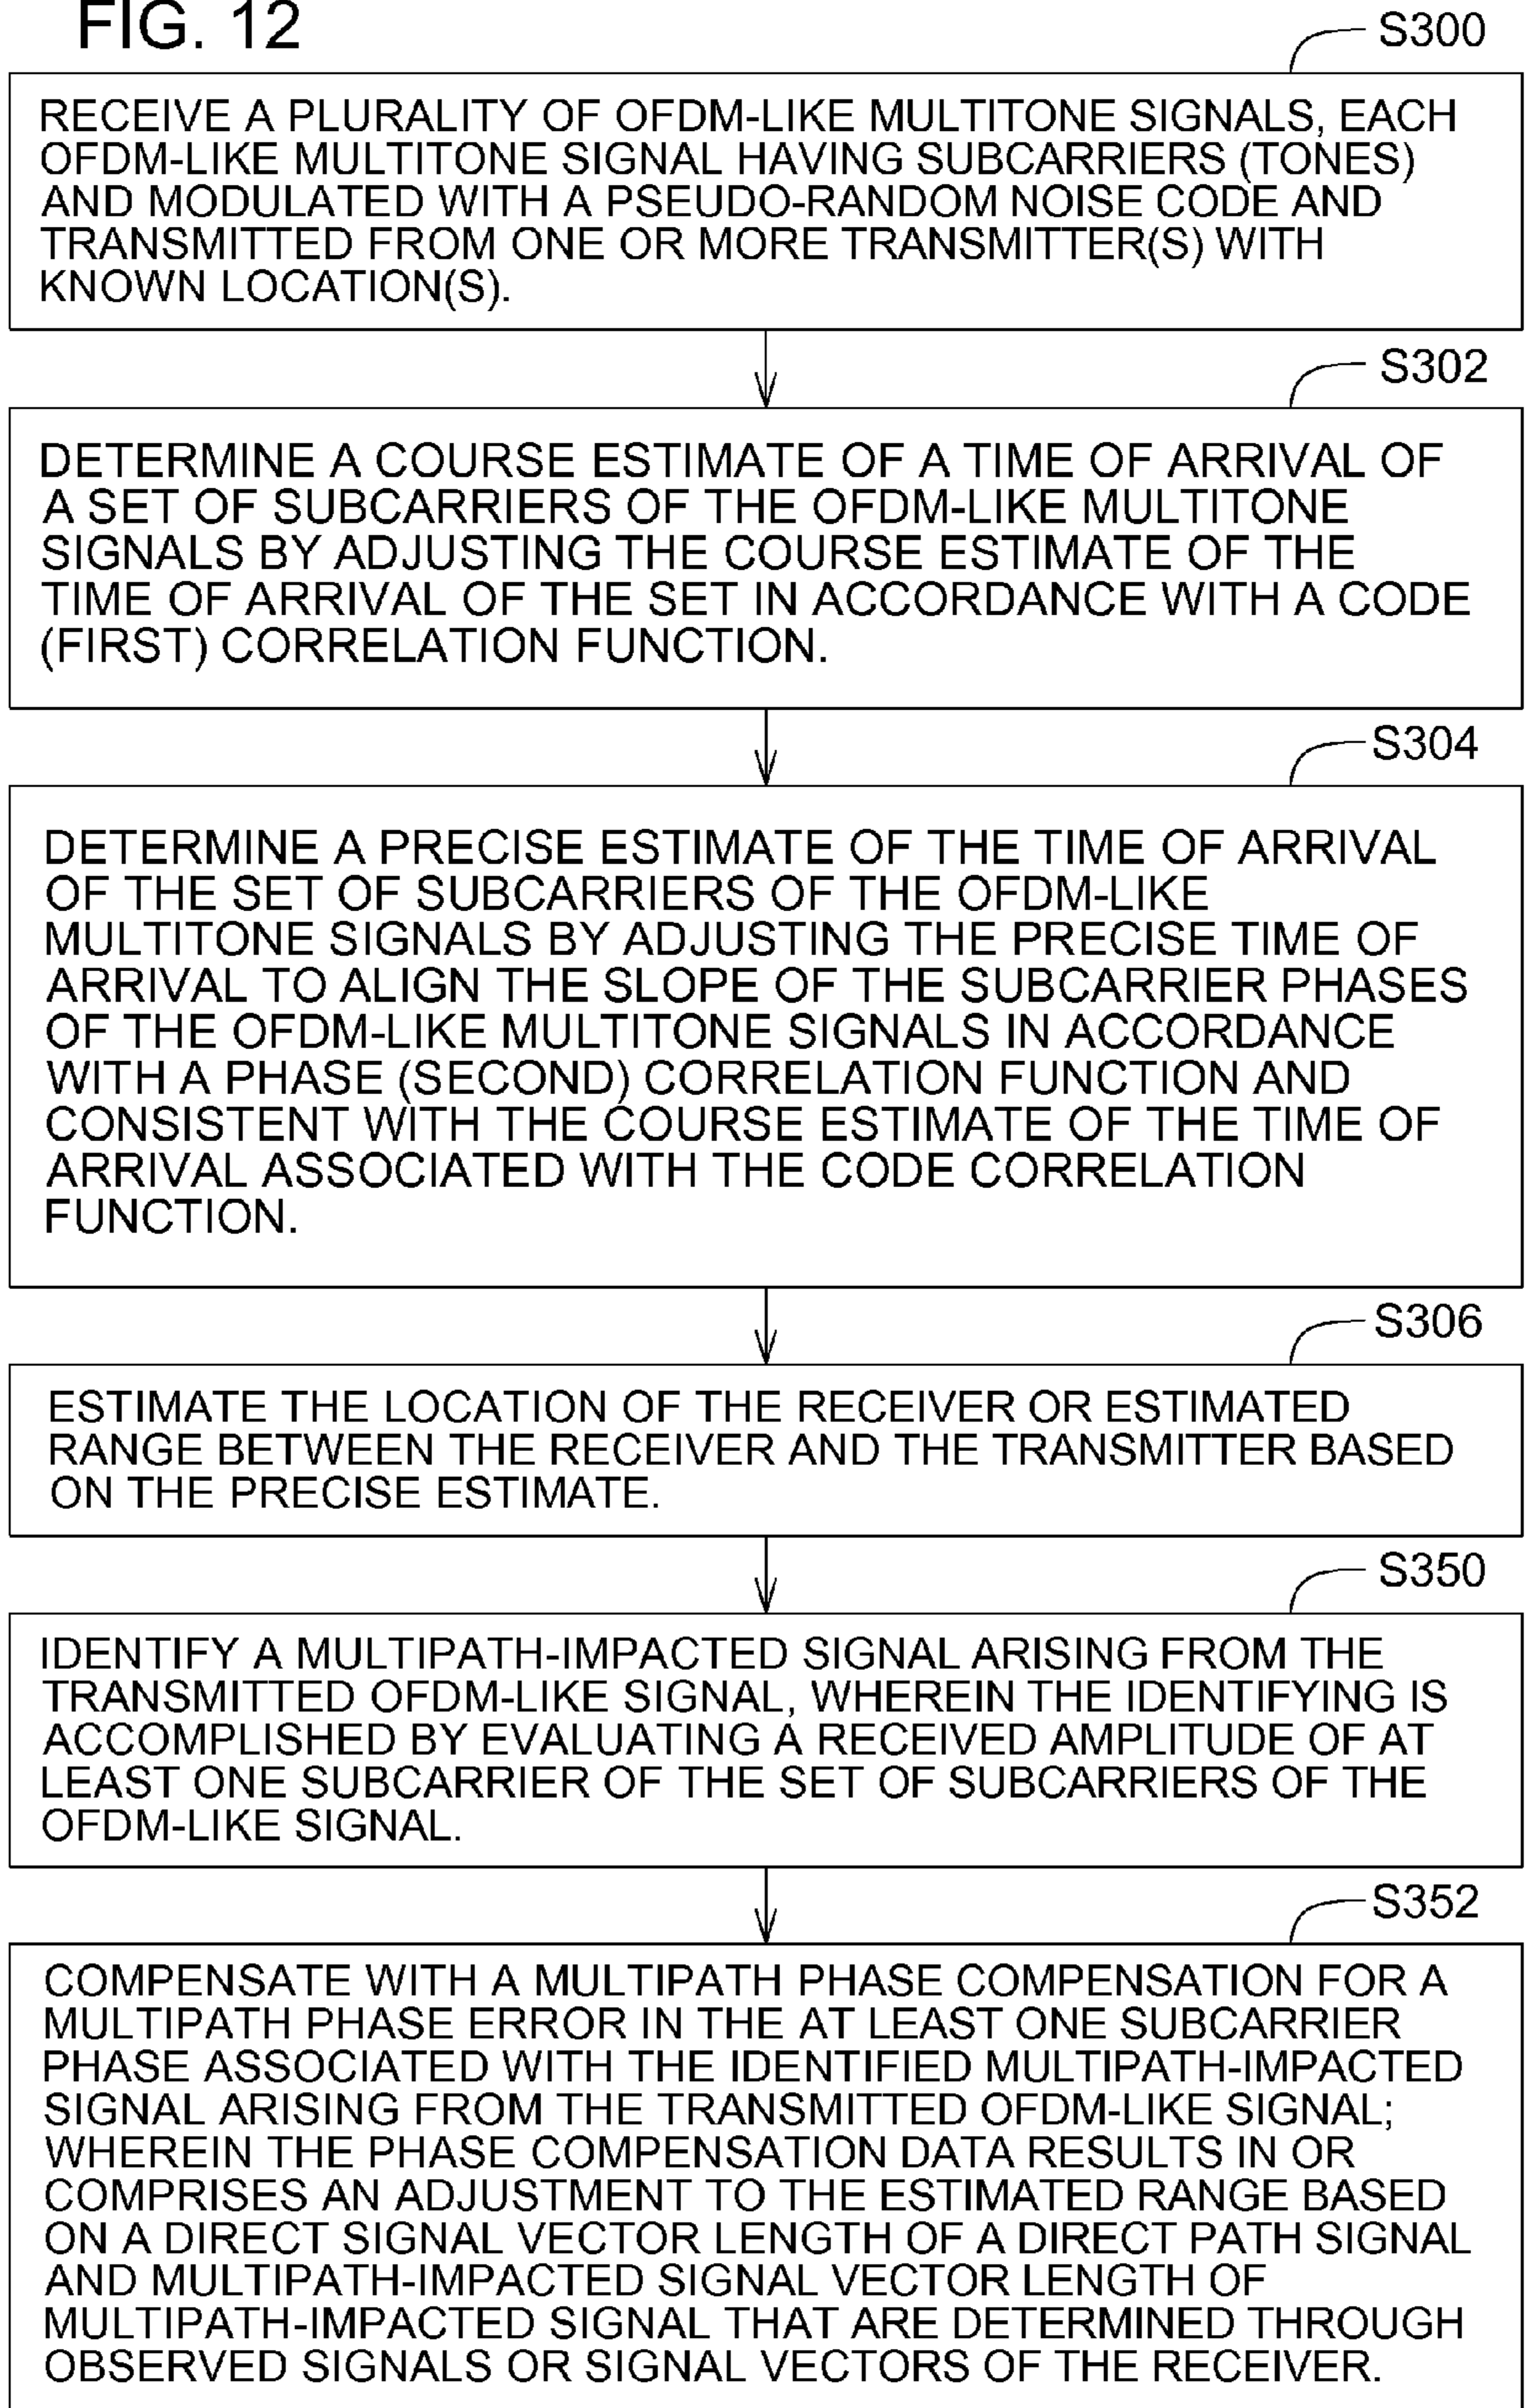 FIG. 12
S300
RECEIVE A PLURALITY OF OFDM-LIKE MULTITONE SIGNALS, EACH
OFDM-LIKE MULTITONE SIGNAL HAVING SUBCARRIERS (TONES)
AND MODULATED WITH A PSEUDO-RANDOM NOISE CODE AND
TRANSMITTED FROM ONE OR MORE TRANSMITTER(S) WITH
KNOWN LOCATION(S).
S302
DETERMINE A COURSE ESTIMATE OF A TIME OF ARRIVAL OF
A SET OF SUBCARRIERS OF THE OFDM-LIKE MULTITONE
SIGNALS BY ADJUSTING THE COURSE ESTIMATE OF THE
TIME OF ARRIVAL OF THE SET IN ACCORDANCE WITH A CODE
(FIRST) CORRELATION FUNCTION.
S304
DETERMINE A PRECISE ESTIMATE OF THE TIME OF ARRIVAL
OF THE SET OF SUBCARRIERS OF THE OFDM-LIKE
MULTITONE SIGNALS BY ADJUSTING THE PRECISE TIME OF
ARRIVAL TO ALIGN THE SLOPE OF THE SUBCARRIER PHASES
OF THE OFDM-LIKE MULTITONE SIGNALS IN ACCORDANCE
WITH A PHASE (SECOND) CORRELATION FUNCTION AND
CONSISTENT WITH THE COURSE ESTIMATE OF THE TIME OF
ARRIVAL ASSOCIATED WITH THE CODE CORRELATION
FUNCTION.
S306
ESTIMATE THE LOCATION OF THE RECEIVER OR ESTIMATED
RANGE BETWEEN THE RECEIVER AND THE TRANSMITTER BASED
ON THE PRECISE ESTIMATE.
S350
IDENTIFY A MULTIPATH-IMPACTED SIGNAL ARISING FROM THE
TRANSMITTED OFDM-LIKE SIGNAL, WHEREIN THE IDENTIFYING IS
ACCOMPLISHED BY EVALUATING A RECEIVED AMPLITUDE OF AT
LEAST ONE SUBCARRIER OF THE SET OF SUBCARRIERS OF THE
OFDM-LIKE SIGNAL.
S352
COMPENSATE WITH A MULTIPATH PHASE COMPENSATION FOR A
MULTIPATH PHASE ERROR IN THE AT LEAST ONE SUBCARRIER
PHASE ASSOCIATED WITH THE IDENTIFIED MULTIPATH-IMPACTED
SIGNAL ARISING FROM THE TRANSMITTED OFDM-LIKE SIGNAL;
WHEREIN THE PHASE COMPENSATION DATA RESULTS IN OR
COMPRISES AN ADJUSTMENT TO THE ESTIMATED RANGE BASED
ON A DIRECT SIGNAL VECTOR LENGTH OF A DIRECT PATH SIGNAL
AND MULTIPATH-IMPACTED SIGNAL VECTOR LENGTH OF
MULTIPATH-IMPACTED SIGNAL THAT ARE DETERMINED THROUGH
OBSERVED SIGNALS OR SIGNAL VECTORS OF THE RECEIVER.